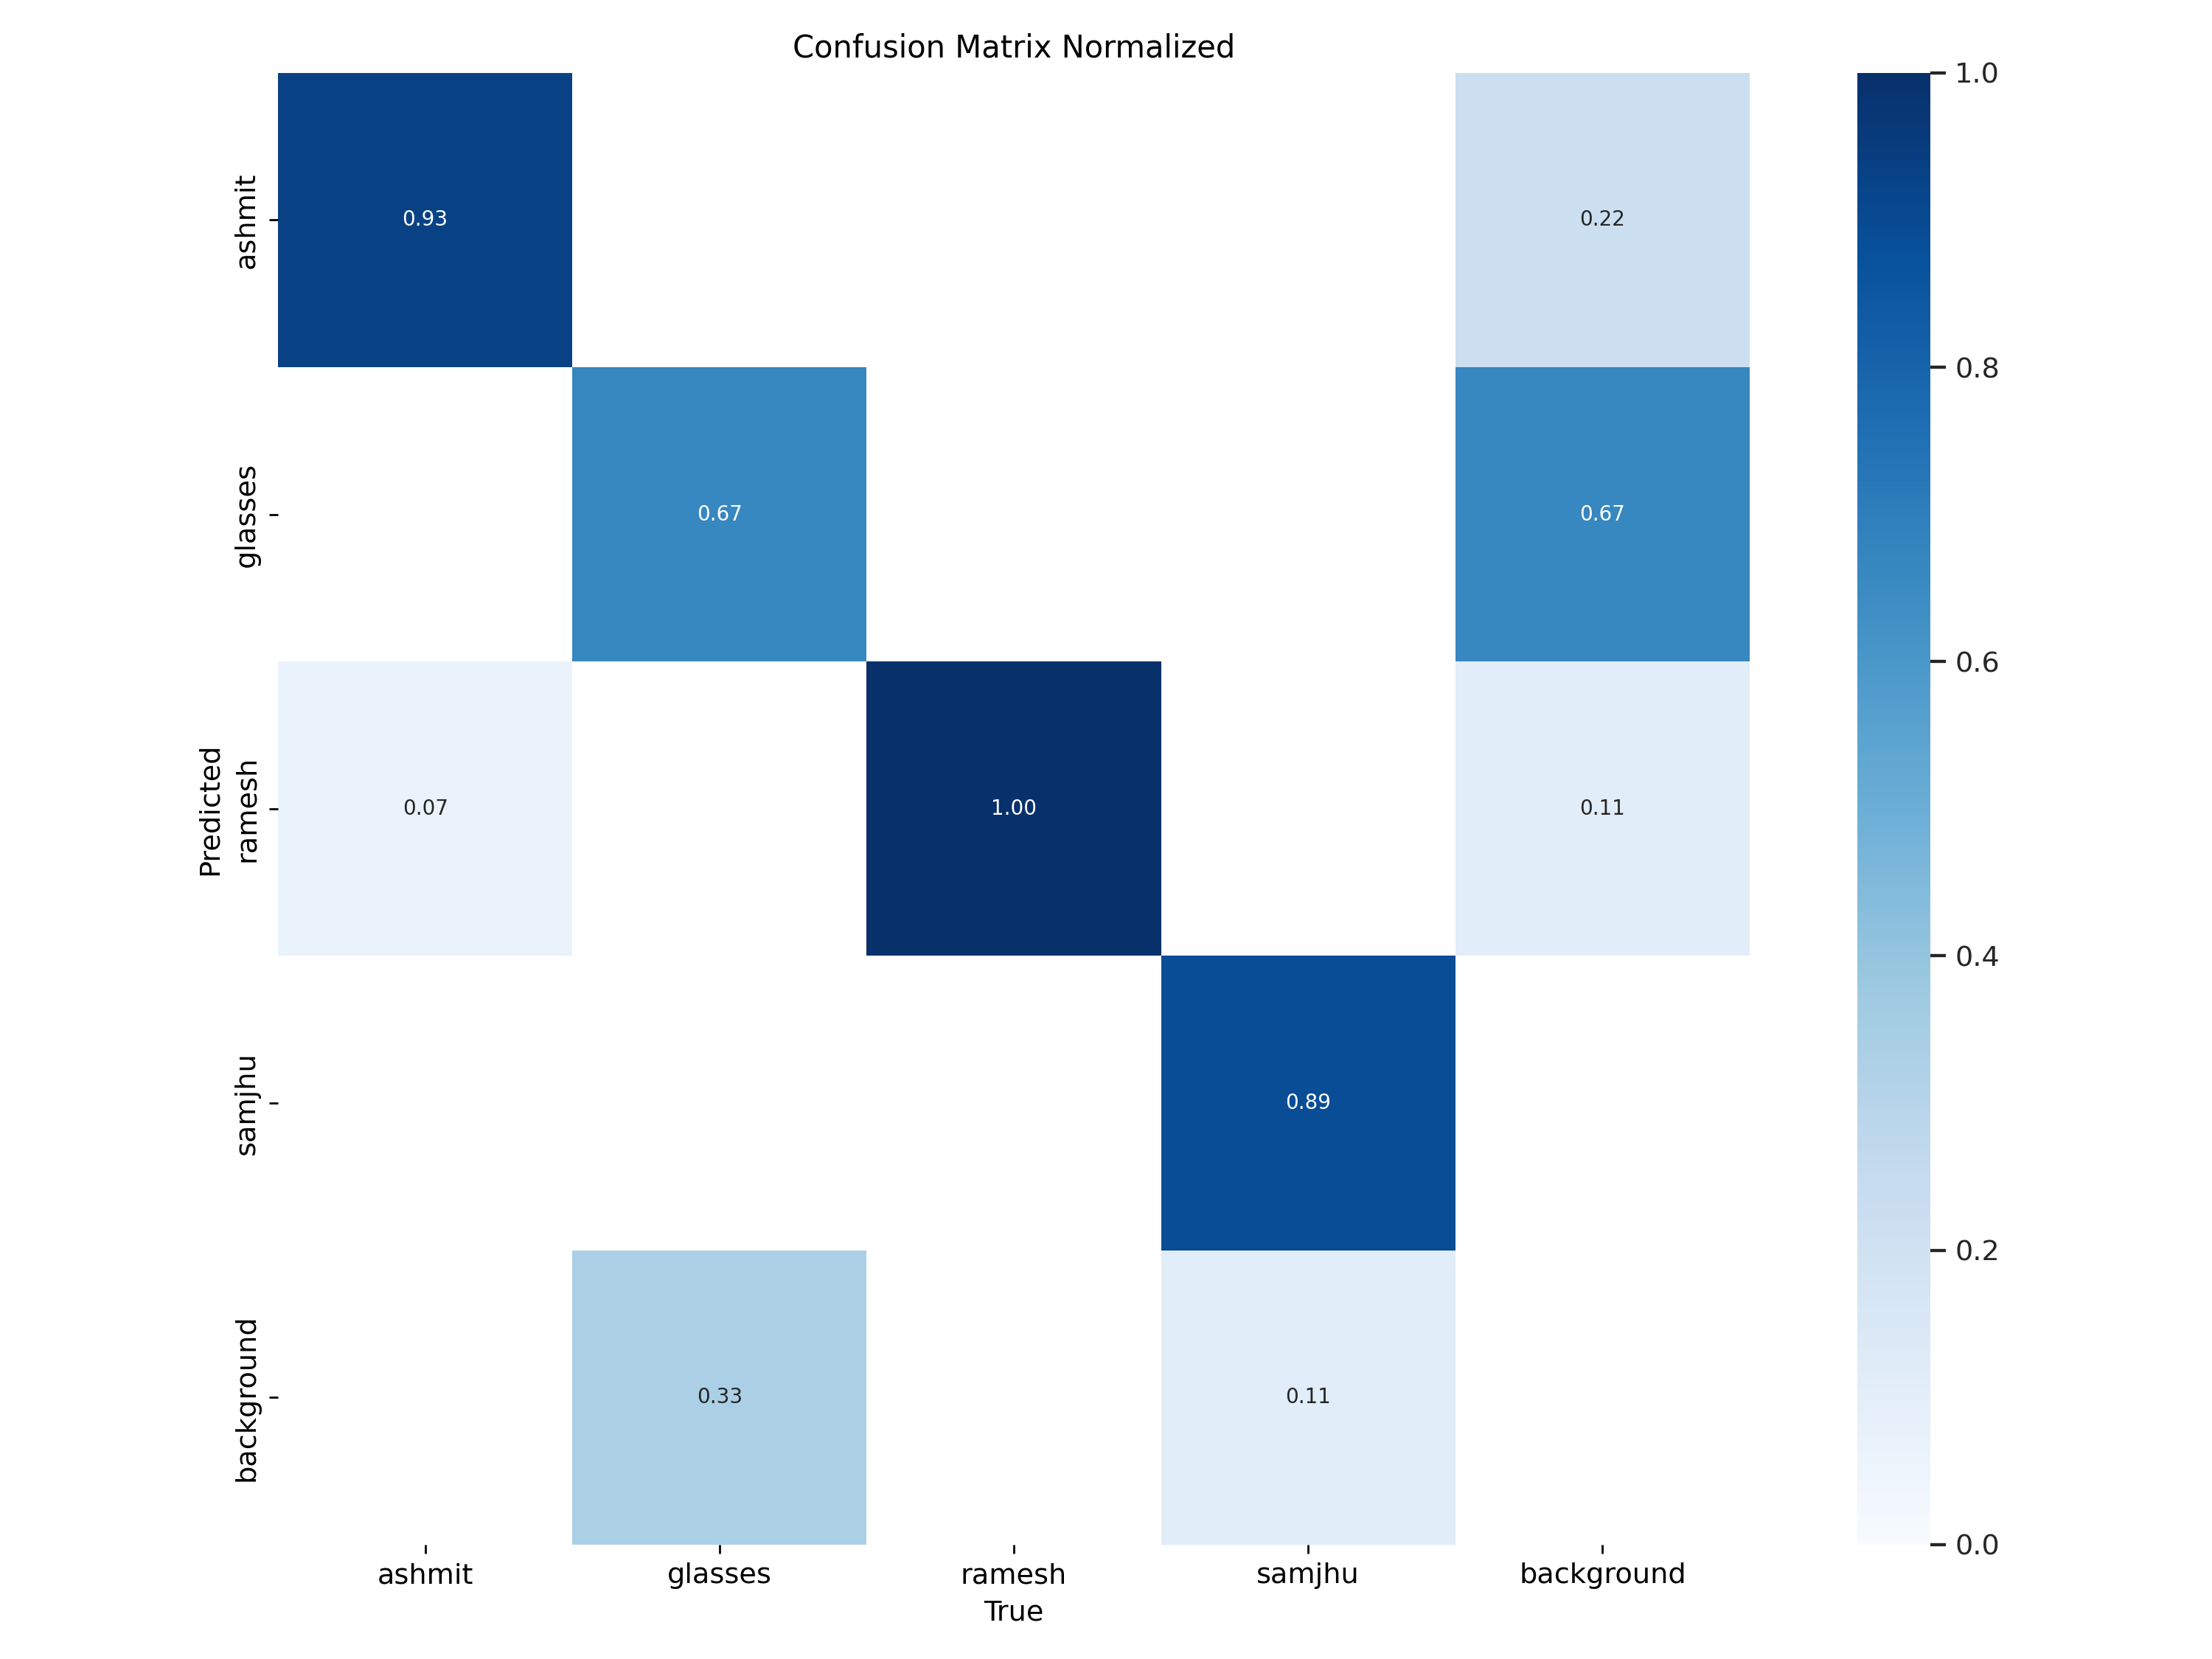 Confusion Matrix Normalized
1.0
ashmit
0.93
0.22
0.8
glasses
0.67
0.67
0.6
Predicted
ramesh
0.07
1.00
0.11
0.4
samjhu
0.89
0.2
background
0.33
0.11
0.0
ashmit
glasses
ramesh
samjhu
background
True